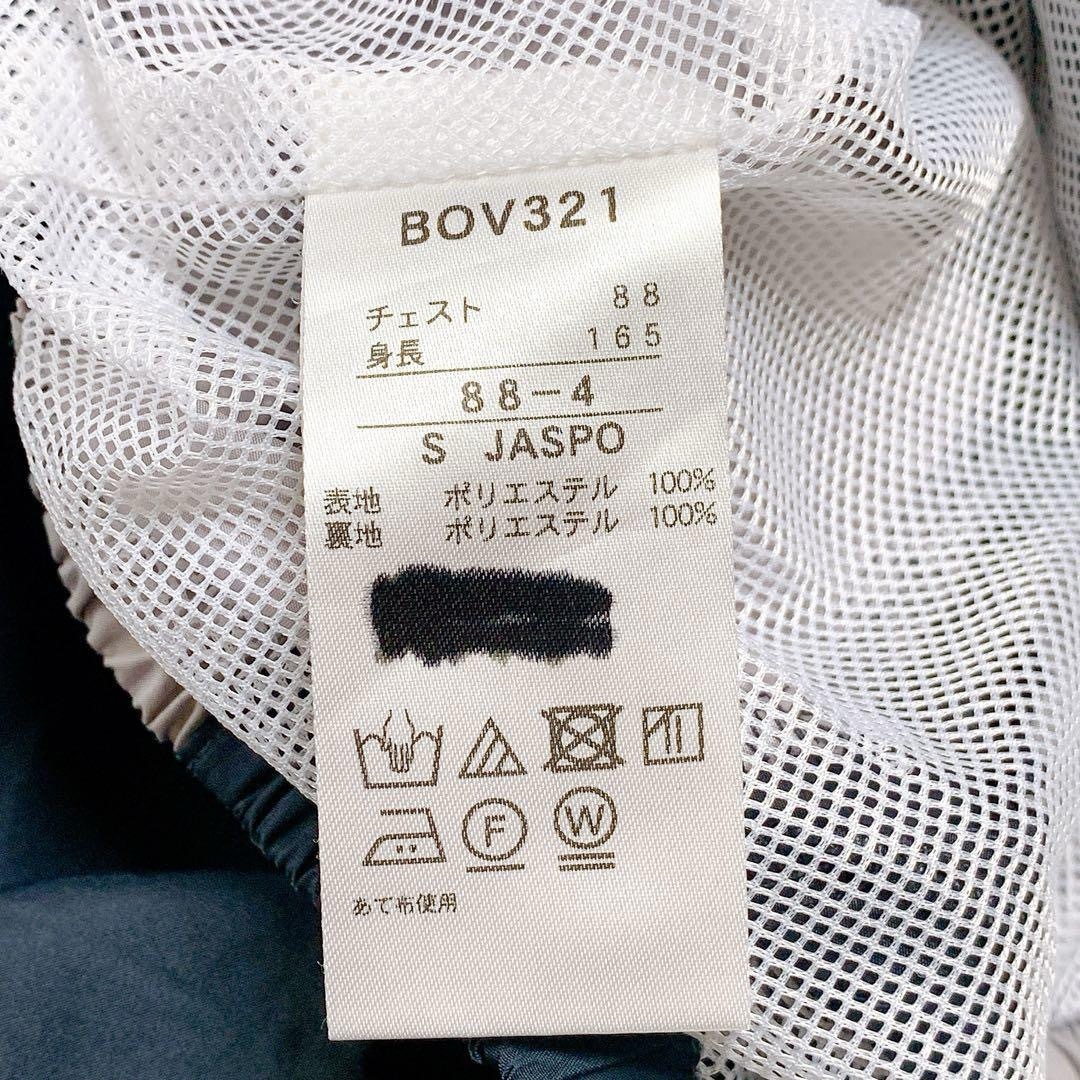 BOV321
チェスト 88
身長 165
88-4
S JASPO
表地 ポリエステル 100%
裏地 ポリエステル 100%
F W
あて布使用